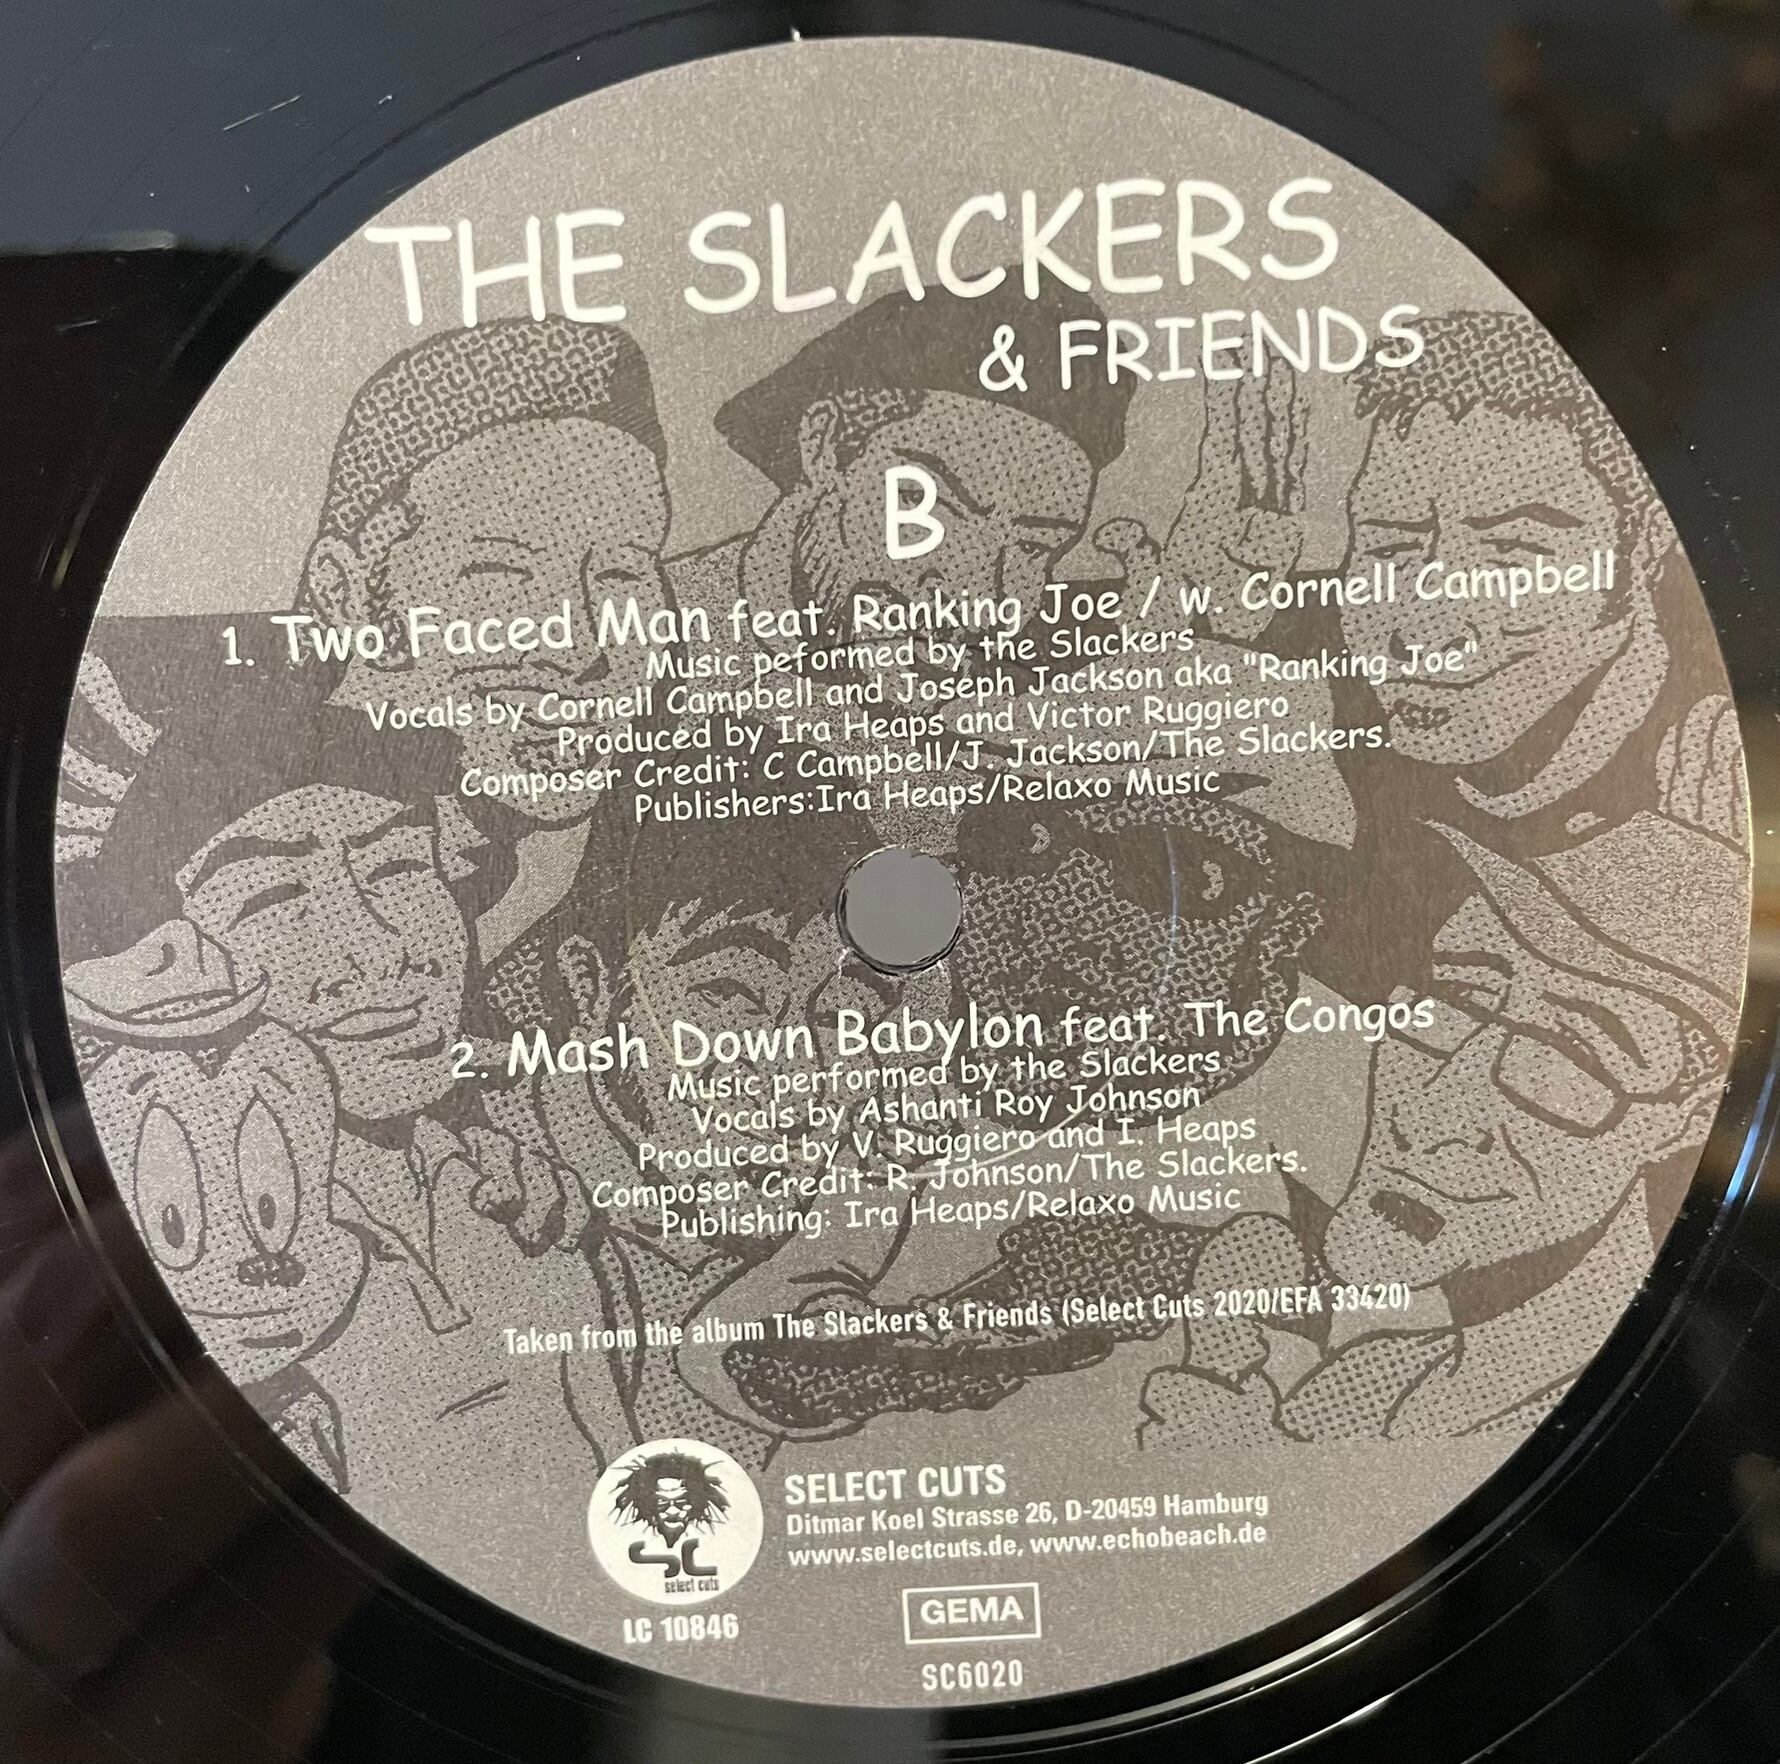 THE SLACKERS
& FRIENDS
B
1. Two Faced Man feat. Ranking Joe / w. Cornell Campbell
Music peformed by the Slackers
Vocals by Cornell Campbell and Joseph Jackson aka "Ranking Joe"
Produced by Ira Heaps and Victor Ruggiero
Composer Credit: C Campbell/J. Jackson/The Slackers.
Publishers:Ira Heaps/Relaxo Music
2. Mash Down Babylon feat. The Congos
Music performed by the Slackers
Vocals by Ashanti Roy Johnson
Produced by V. Ruggiero and I. Heaps
Composer Credit: R. Johnson/The Slackers.
Publishing: Ira Heaps/Relaxo Music
Taken from the album The Slackers & Friends (Select Cuts 2020/EFA 33420)
SC
select cuts
LC 10846
SELECT CUTS
Ditmar Koel Strasse 26, D-20459 Hamburg
www.selectcuts.de, www.echobeach.de
GEMA
SC6020